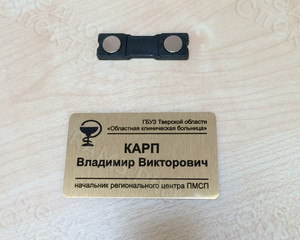 ГБУЗ Тверской области
«Областная клиническая больница»
КАРП
Владимир Викторович
начальник регионального центра ПМСП